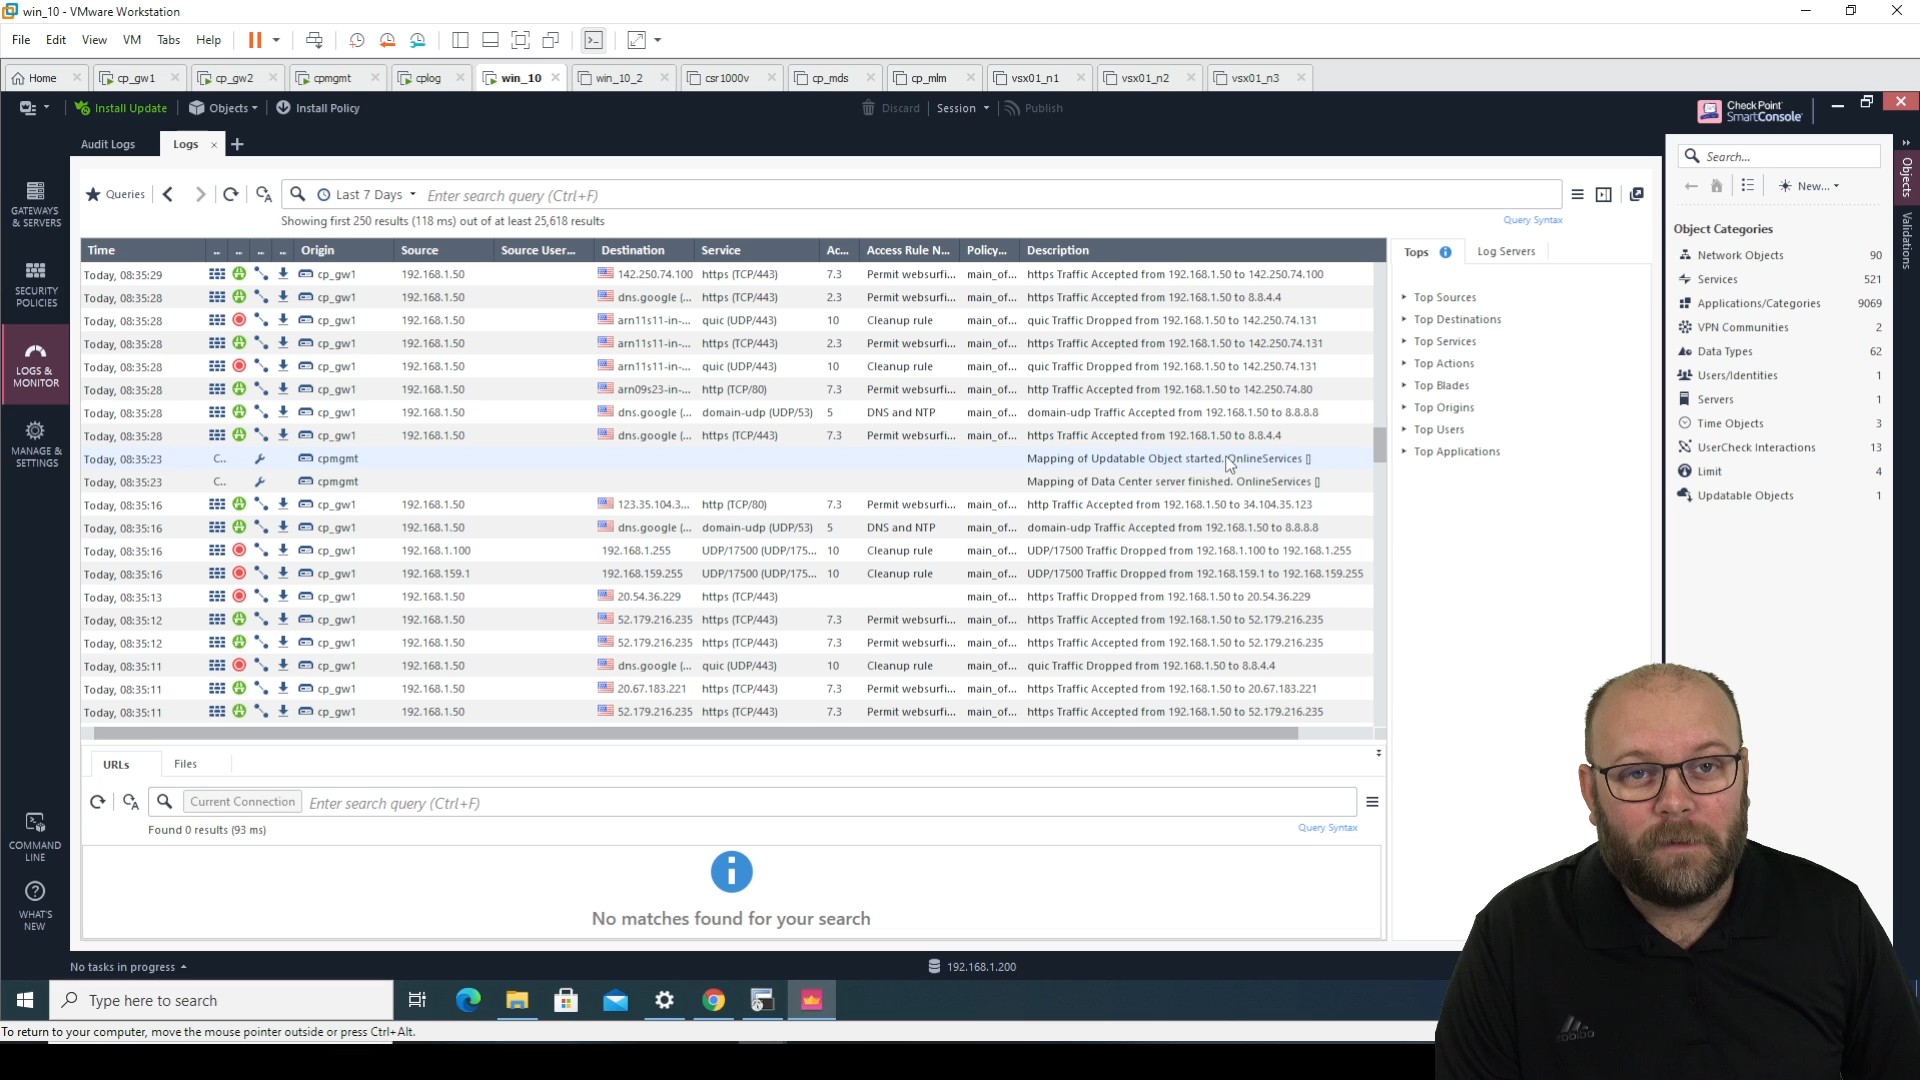 win_10 - VMware Workstation
File Edit View VM Tabs Help
Home cp_gw1 cp_gw2 cpmgmt cplog win_10 win_10_2 csr1000v cp_mds cp_mlm vsx01_n1 vsx01_n2 vsx01_n3
Install Update Objects Install Policy Discard Session Publish Check Point SmartConsole
Audit Logs Logs
Queries Last 7 Days Enter search query (Ctrl+F)
Showing first 250 results (118 ms) out of at least 25,618 results Query Syntax
Time .. .. .. .. Origin Source Source User... Destination Service Ac... Access Rule N... Policy... Description
Today, 08:35:29 cp_gw1 192.168.1.50 142.250.74.100 https (TCP/443) 7.3 Permit websurfi... main_of... https Traffic Accepted from 192.168.1.50 to 142.250.74.100
Today, 08:35:28 cp_gw1 192.168.1.50 dns.google (... https (TCP/443) 2.3 Permit websurfi... main_of... https Traffic Accepted from 192.168.1.50 to 8.8.4.4
Today, 08:35:28 cp_gw1 192.168.1.50 arn11s11-in-... quic (UDP/443) 10 Cleanup rule main_of... quic Traffic Dropped from 192.168.1.50 to 142.250.74.131
Today, 08:35:28 cp_gw1 192.168.1.50 arn11s11-in-... https (TCP/443) 2.3 Permit websurfi... main_of... https Traffic Accepted from 192.168.1.50 to 142.250.74.131
Today, 08:35:28 cp_gw1 192.168.1.50 arn11s11-in-... quic (UDP/443) 10 Cleanup rule main_of... quic Traffic Dropped from 192.168.1.50 to 142.250.74.131
Today, 08:35:28 cp_gw1 192.168.1.50 arn09s23-in-... http (TCP/80) 7.3 Permit websurfi... main_of... http Traffic Accepted from 192.168.1.50 to 142.250.74.80
Today, 08:35:28 cp_gw1 192.168.1.50 dns.google (... domain-udp (UDP/53) 5 DNS and NTP main_of... domain-udp Traffic Accepted from 192.168.1.50 to 8.8.8.8
Today, 08:35:28 cp_gw1 192.168.1.50 dns.google (... https (TCP/443) 7.3 Permit websurfi... main_of... https Traffic Accepted from 192.168.1.50 to 8.8.4.4
Today, 08:35:23 C.. cpmgmt Mapping of Updatable Object started. OnlineServices []
Today, 08:35:23 C.. cpmgmt Mapping of Data Center server finished. OnlineServices []
Today, 08:35:16 cp_gw1 192.168.1.50 123.35.104.3... http (TCP/80) 7.3 Permit websurfi... main_of... http Traffic Accepted from 192.168.1.50 to 34.104.35.123
Today, 08:35:16 cp_gw1 192.168.1.50 dns.google (... domain-udp (UDP/53) 5 DNS and NTP main_of... domain-udp Traffic Accepted from 192.168.1.50 to 8.8.8.8
Today, 08:35:16 cp_gw1 192.168.1.100 192.168.1.255 UDP/17500 (UDP/175... 10 Cleanup rule main_of... UDP/17500 Traffic Dropped from 192.168.1.100 to 192.168.1.255
Today, 08:35:16 cp_gw1 192.168.159.1 192.168.159.255 UDP/17500 (UDP/175... 10 Cleanup rule main_of... UDP/17500 Traffic Dropped from 192.168.159.1 to 192.168.159.255
Today, 08:35:13 cp_gw1 192.168.1.50 20.54.36.229 https (TCP/443) main_of... https Traffic Dropped from 192.168.1.50 to 20.54.36.229
Today, 08:35:12 cp_gw1 192.168.1.50 52.179.216.235 https (TCP/443) 7.3 Permit websurfi... main_of... https Traffic Accepted from 192.168.1.50 to 52.179.216.235
Today, 08:35:12 cp_gw1 192.168.1.50 52.179.216.235 https (TCP/443) 7.3 Permit websurfi... main_of... https Traffic Accepted from 192.168.1.50 to 52.179.216.235
Today, 08:35:11 cp_gw1 192.168.1.50 dns.google (... quic (UDP/443) 10 Cleanup rule main_of... quic Traffic Dropped from 192.168.1.50 to 8.8.4.4
Today, 08:35:11 cp_gw1 192.168.1.50 20.67.183.221 https (TCP/443) 7.3 Permit websurfi... main_of... https Traffic Accepted from 192.168.1.50 to 20.67.183.221
Today, 08:35:11 cp_gw1 192.168.1.50 52.179.216.235 https (TCP/443) 7.3 Permit websurfi... main_of... https Traffic Accepted from 192.168.1.50 to 52.179.216.235
GATEWAYS & SERVERS
SECURITY POLICIES
LOGS & MONITOR
MANAGE & SETTINGS
COMMAND LINE
WHAT'S NEW
Tops Log Servers
Top Sources
Top Destinations
Top Services
Top Actions
Top Blades
Top Origins
Top Users
Top Applications
Search...
New...
Object Categories
Network Objects 90
Services 521
Applications/Categories 9069
VPN Communities 2
Data Types 62
Users/Identities 1
Servers 1
Time Objects 3
UserCheck Interactions 13
Limit 4
Updatable Objects 1
Objects
Validations
URLs Files
Current Connection Enter search query (Ctrl+F)
Found 0 results (93 ms) Query Syntax
No matches found for your search
No tasks in progress 192.168.1.200
Type here to search
To return to your computer, move the mouse pointer outside or press Ctrl+Alt.
adidas